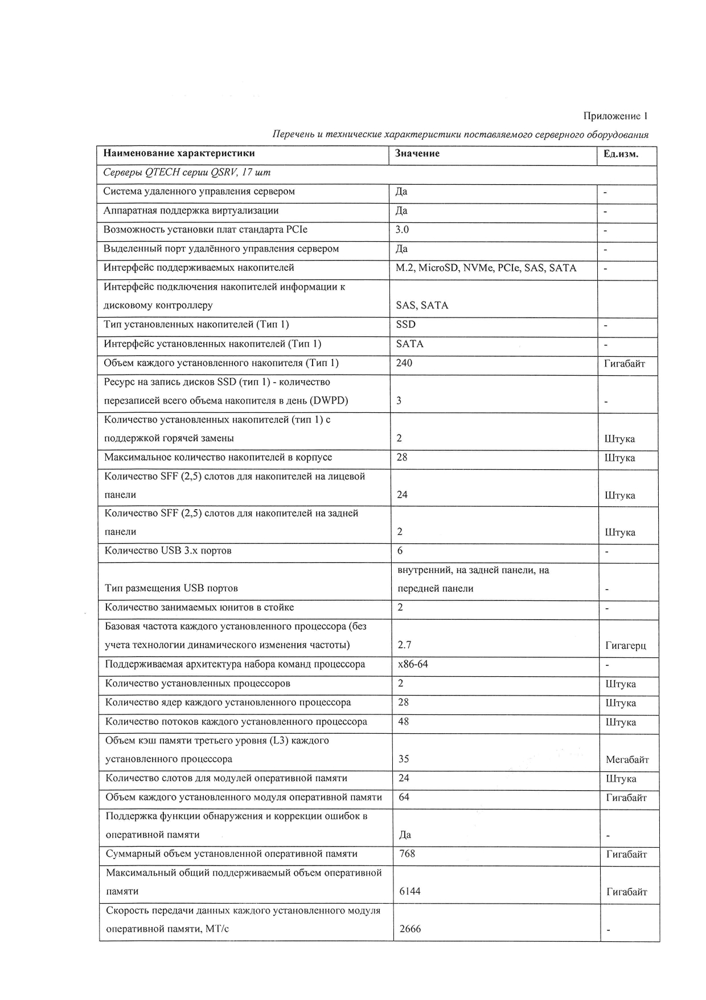 Приложение 1
Перечень и технические характеристики поставляемого серверного оборудования
Наименование характеристики Значение Ед.изм.
Серверы QTECH серии QSRV, 17 шт
Система удаленного управления сервером Да -
Аппаратная поддержка виртуализации Да -
Возможность установки плат стандарта PCIe 3.0 -
Выделенный порт удалённого управления сервером Да -
Интерфейс поддерживаемых накопителей M.2, MicroSD, NVMe, PCIe, SAS, SATA -
Интерфейс подключения накопителей информации к
дисковому контроллеру SAS, SATA
Тип установленных накопителей (Тип 1) SSD -
Интерфейс установленных накопителей (Тип 1) SATA -
Объем каждого установленного накопителя (Тип 1) 240 Гигабайт
Ресурс на запись дисков SSD (тип 1) - количество
перезаписей всего объема накопителя в день (DWPD) 3 -
Количество установленных накопителей (тип 1) с
поддержкой горячей замены 2 Штука
Максимальное количество накопителей в корпусе 28 Штука
Количество SFF (2,5) слотов для накопителей на лицевой
панели 24 Штука
Количество SFF (2,5) слотов для накопителей на задней
панели 2 Штука
Количество USB 3.x портов 6 -
внутренний, на задней панели, на
Тип размещения USB портов передней панели -
Количество занимаемых юнитов в стойке 2 -
Базовая частота каждого установленного процессора (без
учета технологии динамического изменения частоты) 2.7 Гигагерц
Поддерживаемая архитектура набора команд процессора x86-64 -
Количество установленных процессоров 2 Штука
Количество ядер каждого установленного процессора 28 Штука
Количество потоков каждого установленного процессора 48 Штука
Объем кэш памяти третьего уровня (L3) каждого
установленного процессора 35 Мегабайт
Количество слотов для модулей оперативной памяти 24 Штука
Объем каждого установленного модуля оперативной памяти 64 Гигабайт
Поддержка функции обнаружения и коррекции ошибок в
оперативной памяти Да -
Суммарный объем установленной оперативной памяти 768 Гигабайт
Максимальный общий поддерживаемый объем оперативной
памяти 6144 Гигабайт
Скорость передачи данных каждого установленного модуля
оперативной памяти, МТ/с 2666 -